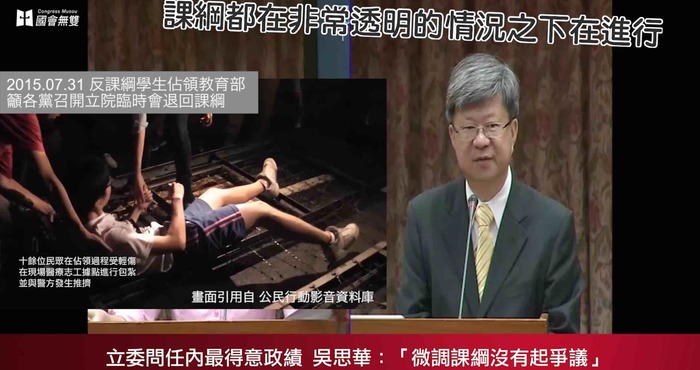 Congress Musou
國會無雙
課綱都在非常透明的情況之下在進行
2015.07.31 反課綱學生佔領教育部
籲各黨召開立院臨時會退回課綱
十餘位民眾在佔領過程受輕傷
在現場醫療志工據點進行包紮
並與警方發生推擠
畫面引用自 公民行動影音資料庫
立委問任內最得意政績 吳思華：「微調課綱沒有起爭議」